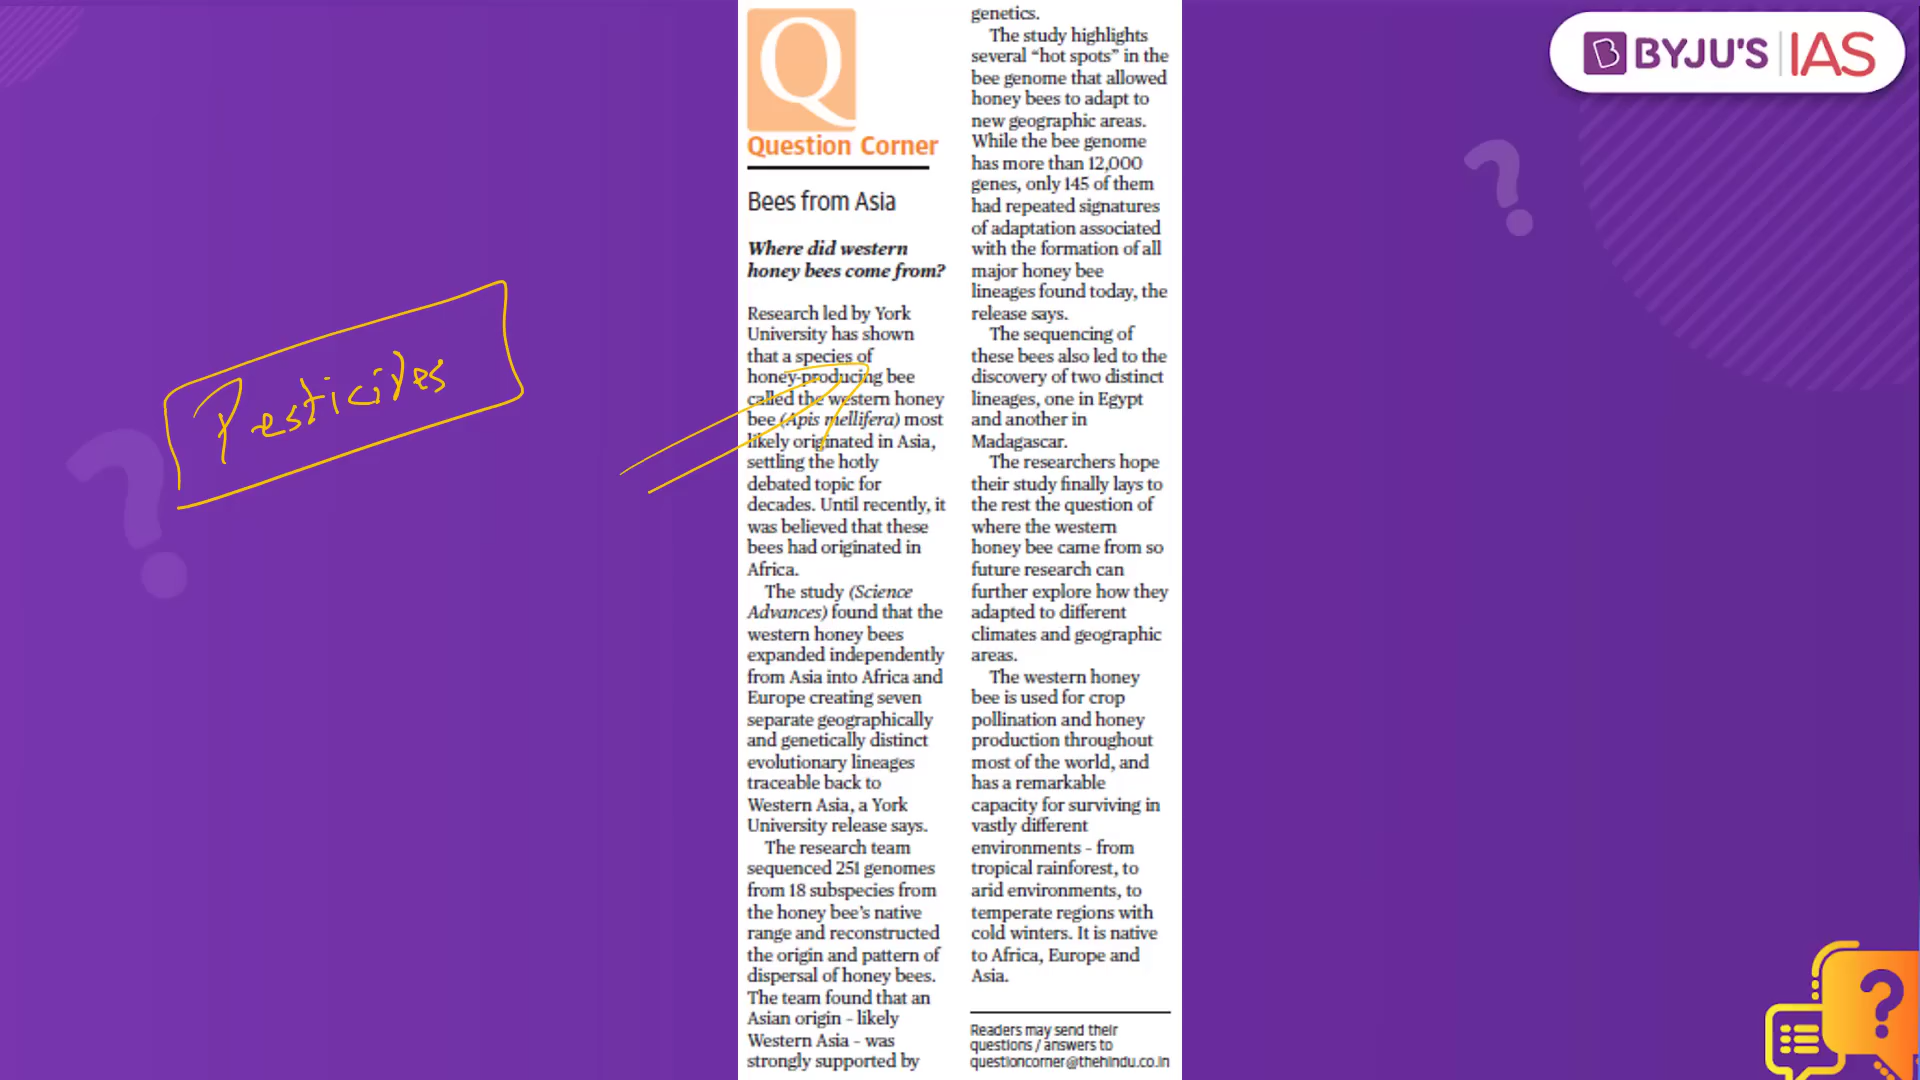 Question Corner
Bees from Asia
Where did western
honey bees come from?
Research led by York
University has shown
that a species of
honey-producing bee
called the western honey
bee (Apis mellifera) most
likely originated in Asia,
settling the hotly
debated topic for
decades. Until recently, it
was believed that these
bees had originated in
Africa.
The study (Science
Advances) found that the
western honey bees
expanded independently
from Asia into Africa and
Europe creating seven
separate geographically
and genetically distinct
evolutionary lineages
traceable back to
Western Asia, a York
University release says.
The research team
sequenced 251 genomes
from 18 subspecies from
the honey bee's native
range and reconstructed
the origin and pattern of
dispersal of honey bees.
The team found that an
Asian origin – likely
Western Asia – was
strongly supported by
genetics.
The study highlights
several “hot spots” in the
bee genome that allowed
honey bees to adapt to
new geographic areas.
While the bee genome
has more than 12,000
genes, only 145 of them
had repeated signatures
of adaptation associated
with the formation of all
major honey bee
lineages found today, the
release says.
The sequencing of
these bees also led to the
discovery of two distinct
lineages, one in Egypt
and another in
Madagascar.
The researchers hope
their study finally lays to
the rest the question of
where the western
honey bee came from so
future research can
further explore how they
adapted to different
climates and geographic
areas.
The western honey
bee is used for crop
pollination and honey
production throughout
most of the world, and
has a remarkable
capacity for surviving in
vastly different
environments – from
tropical rainforest, to
arid environments, to
temperate regions with
cold winters. It is native
to Africa, Europe and
Asia.
Readers may send their
questions / answers to
questioncorner@thehindu.co.in
Pesticides
BYJU'S IAS